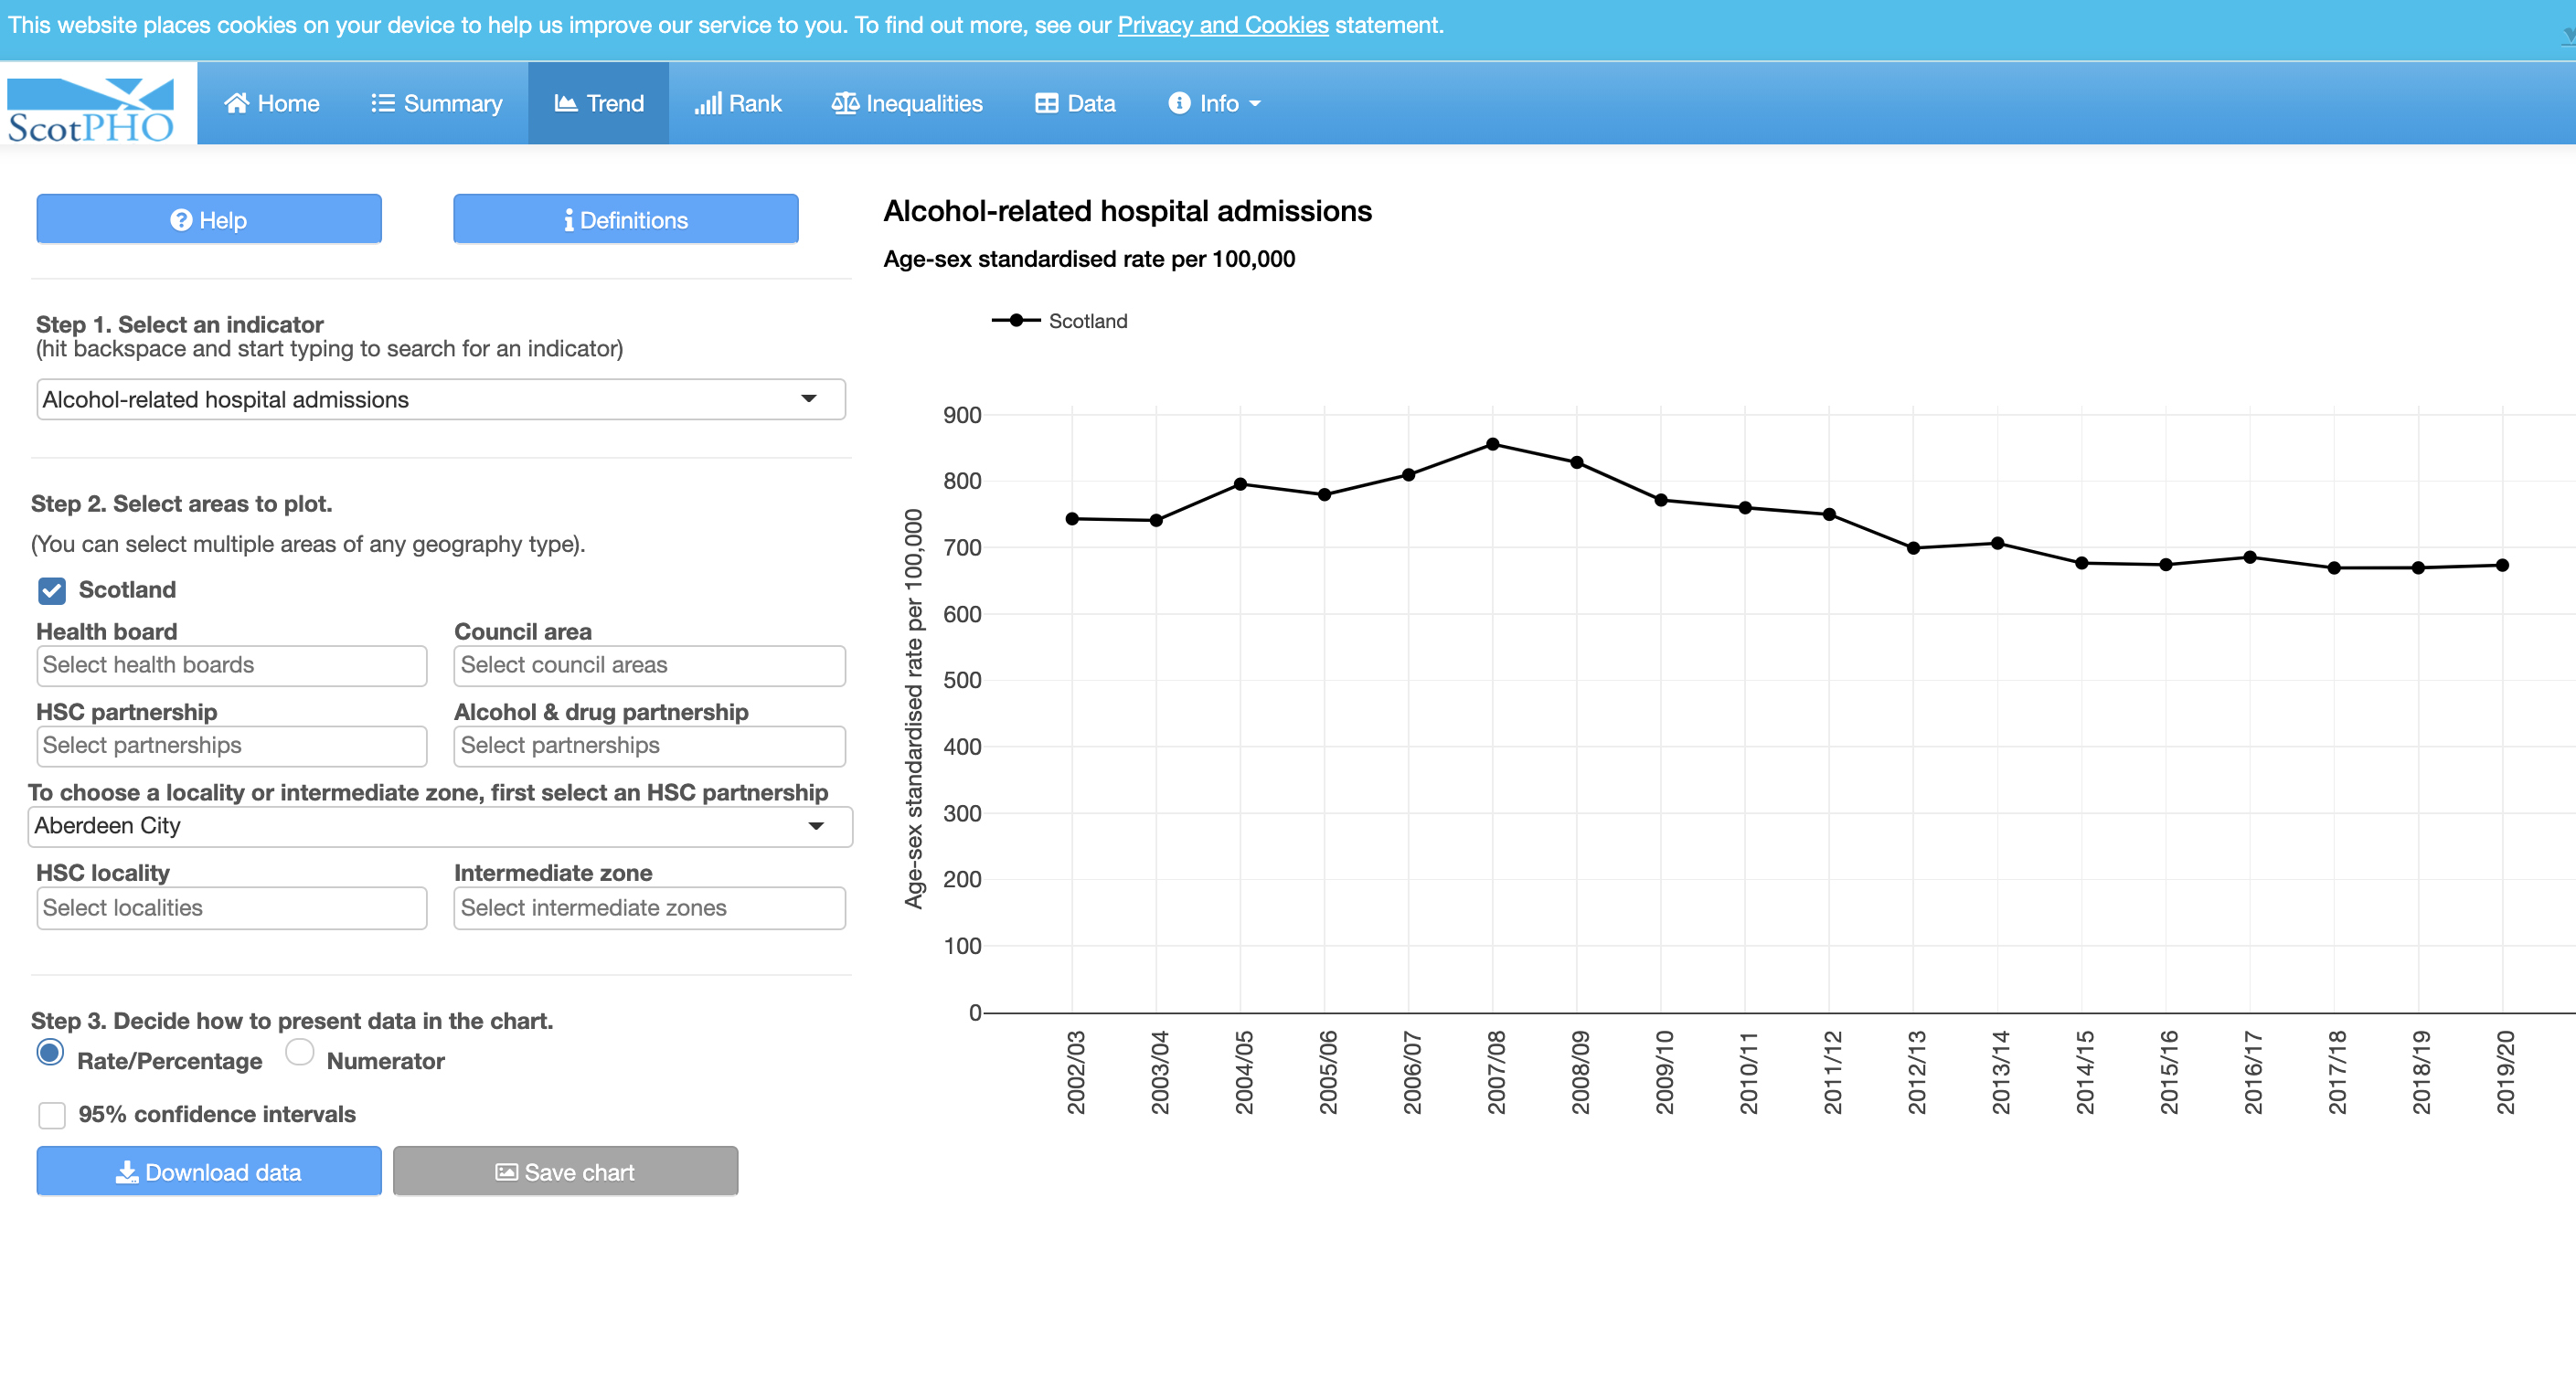 This website places cookies on your device to help us improve our service to you. To find out more, see our Privacy and Cookies statement.
ScotPHO
Home
Summary
Trend
Rank
Inequalities
Data
Info
Help
Definitions
Step 1. Select an indicator
(hit backspace and start typing to search for an indicator)
Alcohol-related hospital admissions
Step 2. Select areas to plot.
(You can select multiple areas of any geography type).
Scotland
Health board
Council area
Select health boards
Select council areas
HSC partnership
Alcohol & drug partnership
Select partnerships
Select partnerships
To choose a locality or intermediate zone, first select an HSC partnership
Aberdeen City
HSC locality
Intermediate zone
Select localities
Select intermediate zones
Step 3. Decide how to present data in the chart.
Rate/Percentage
Numerator
95% confidence intervals
Download data
Save chart
Alcohol-related hospital admissions
Age-sex standardised rate per 100,000
Scotland
Age-sex standardised rate per 100,000
900
800
700
600
500
400
300
200
100
0
2002/03
2003/04
2004/05
2005/06
2006/07
2007/08
2008/09
2009/10
2010/11
2011/12
2012/13
2013/14
2014/15
2015/16
2016/17
2017/18
2018/19
2019/20